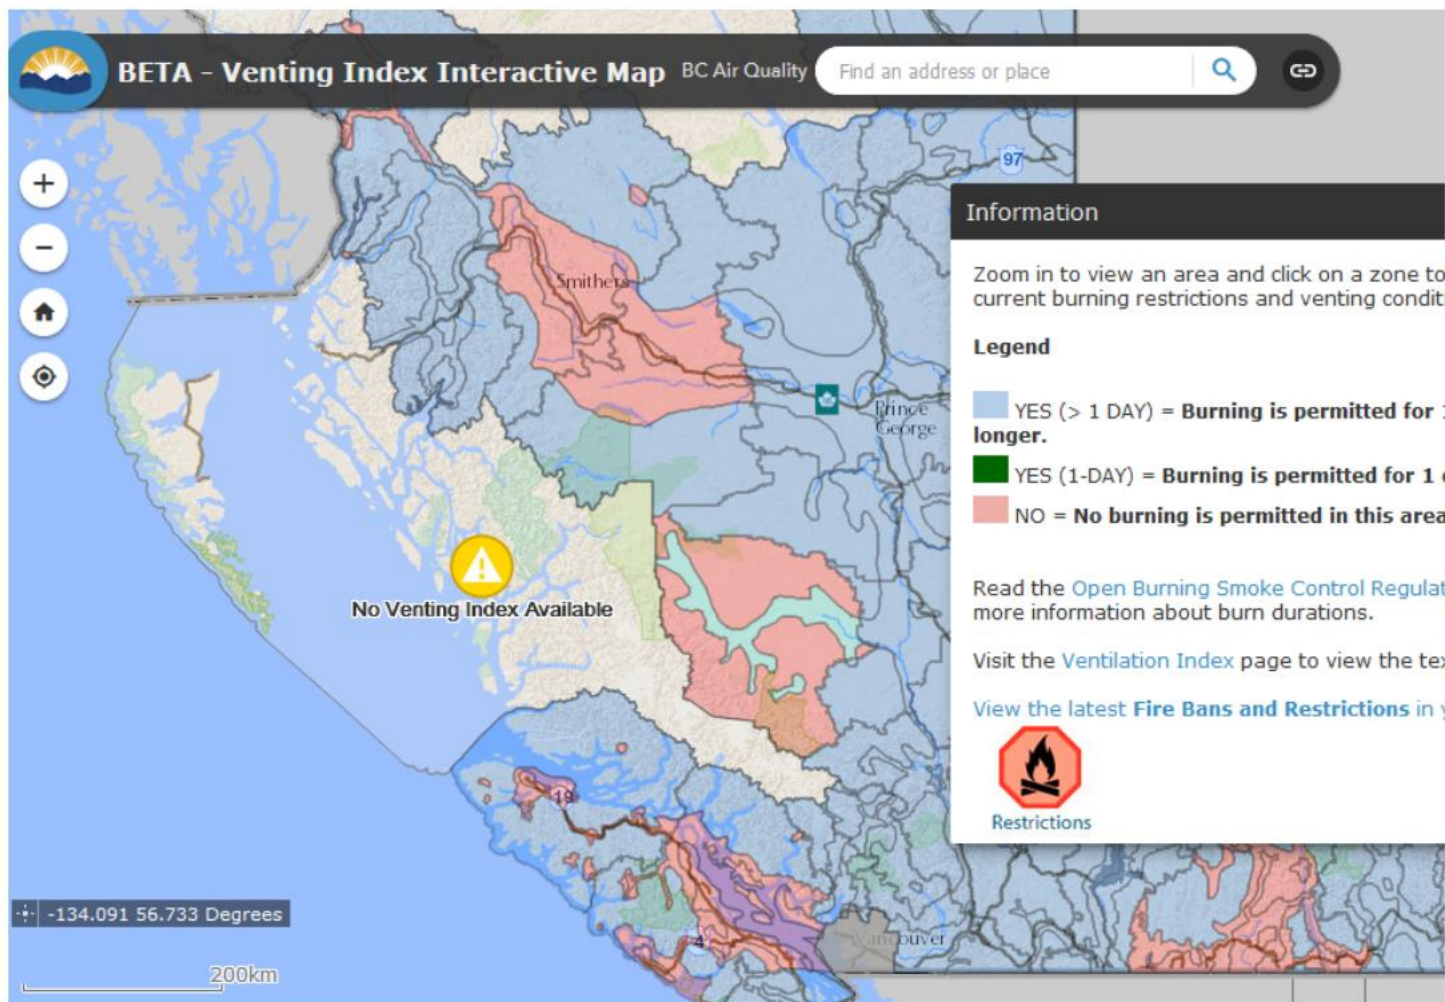 BETA - Venting Index Interactive Map BC Air Quality Find an address or place
97
Information
Zoom in to view an area and click on a zone to
current burning restrictions and venting condit
Smithers
Legend
YES (> 1 DAY) = Burning is permitted for
longer.
Prince
George
YES (1-DAY) = Burning is permitted for 1
NO = No burning is permitted in this area
No Venting Index Available
Read the Open Burning Smoke Control Regulat
more information about burn durations.
Visit the Ventilation Index page to view the tex
View the latest Fire Bans and Restrictions in
Restrictions
19
4
Vancouver
-134.091 56.733 Degrees
200km